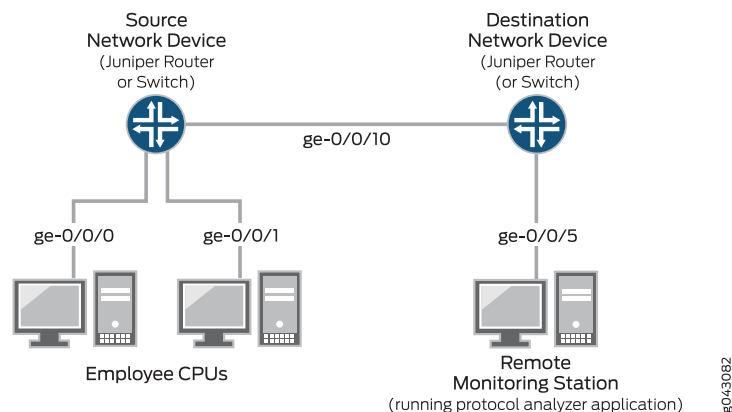 Source
Network Device
(Juniper Router
or Switch)
Destination
Network Device
(Juniper Router
(or Switch)
ge-0/0/10
ge-0/0/0
ge-0/0/1
ge-0/0/5
Employee CPUs
Remote
Monitoring Station
(running protocol analyzer application)
g043082